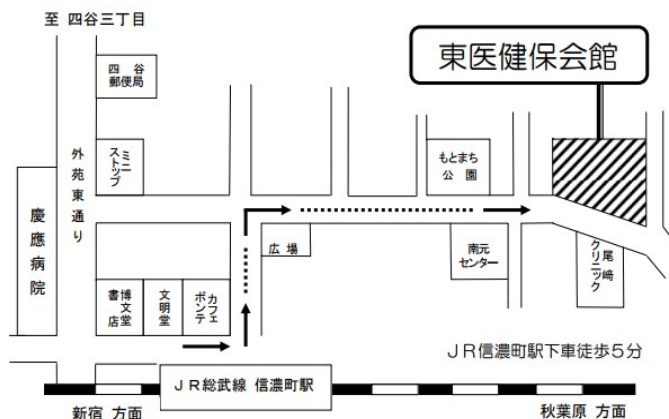 至 四谷三丁目
四 谷
郵便局
東医健保会館
ミニ
ストップ
外苑東通り
もとまち
公 園
慶應病院
広 場
南元
センター
尾﨑
クリニック
博文堂
書店
文明堂
カフェ
ボンテ
JR信濃町駅下車徒歩5分
JR総武線 信濃町駅
新宿 方面
秋葉原 方面